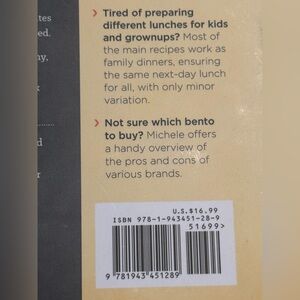 ates
ed.
ny,
k
d
r
› Tired of preparing
different lunches for kids
and grownups? Most of
the main recipes work as
family dinners, ensuring
the same next-day lunch
for all, with only minor
variation.
› Not sure which bento
to buy? Michele offers
a handy overview of
the pros and cons of
various brands.
U.S.$16.99
ISBN 978-1-943451-28-9
51699>
9 781943 451289